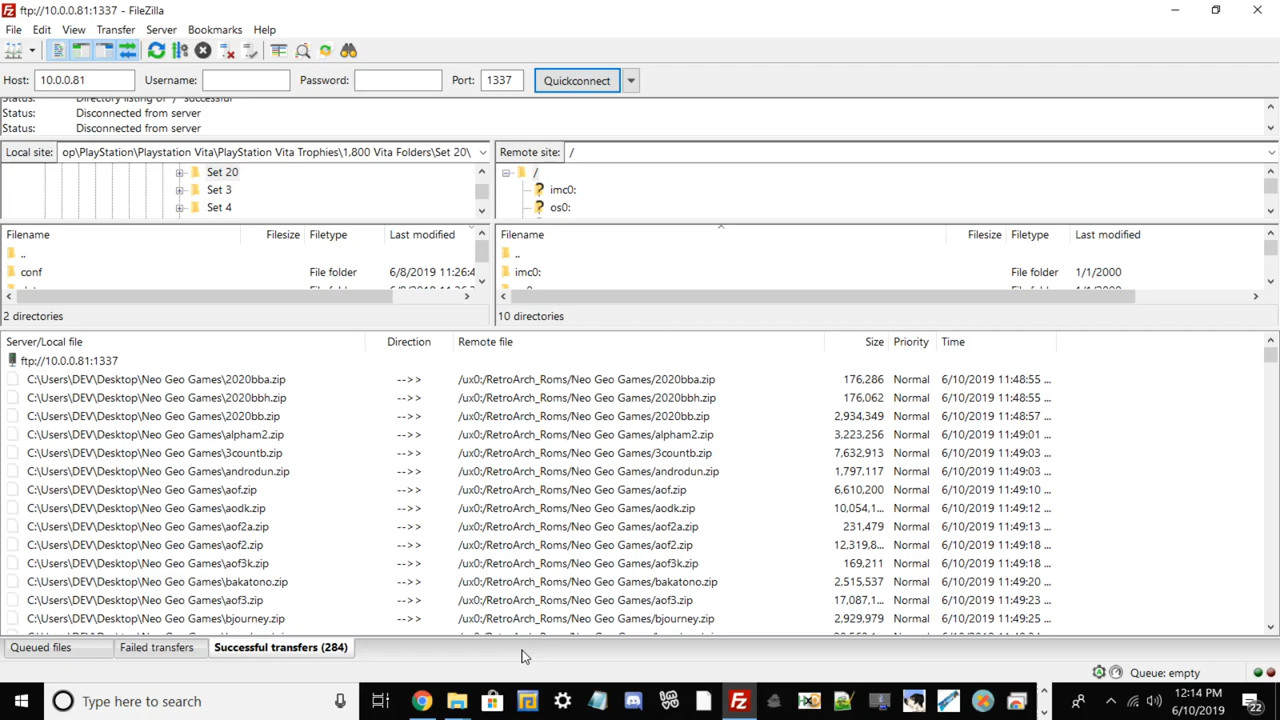 ftp://10.0.0.81:1337 - FileZilla
File Edit View Transfer Server Bookmarks Help
Host: 10.0.0.81 Username: Password: Port: 1337 Quickconnect
Status: Directory listing of "/" successful
Status: Disconnected from server
Status: Disconnected from server
Local site: op\PlayStation\Playstation Vita\PlayStation Vita Trophies\1,800 Vita Folders\Set 20\ Remote site: /
Set 20 /
Set 3 imc0:
Set 4 os0:
Filename Filesize Filetype Last modified Filename Filesize Filetype Last modified
.. ..
conf File folder 6/8/2019 11:26:4 imc0: File folder 1/1/2000
2 directories 10 directories
Server/Local file Direction Remote file Size Priority Time
ftp://10.0.0.81:1337
C:\Users\DEV\Desktop\Neo Geo Games\2020bba.zip -->> /ux0:/RetroArch_Roms/Neo Geo Games/2020bba.zip 176,286 Normal 6/10/2019 11:48:55 ...
C:\Users\DEV\Desktop\Neo Geo Games\2020bbh.zip -->> /ux0:/RetroArch_Roms/Neo Geo Games/2020bbh.zip 176,062 Normal 6/10/2019 11:48:55 ...
C:\Users\DEV\Desktop\Neo Geo Games\2020bb.zip -->> /ux0:/RetroArch_Roms/Neo Geo Games/2020bb.zip 2,934,349 Normal 6/10/2019 11:48:57 ...
C:\Users\DEV\Desktop\Neo Geo Games\alpham2.zip -->> /ux0:/RetroArch_Roms/Neo Geo Games/alpham2.zip 3,223,256 Normal 6/10/2019 11:49:01 ...
C:\Users\DEV\Desktop\Neo Geo Games\3countb.zip -->> /ux0:/RetroArch_Roms/Neo Geo Games/3countb.zip 7,632,913 Normal 6/10/2019 11:49:03 ...
C:\Users\DEV\Desktop\Neo Geo Games\androdun.zip -->> /ux0:/RetroArch_Roms/Neo Geo Games/androdun.zip 1,797,117 Normal 6/10/2019 11:49:03 ...
C:\Users\DEV\Desktop\Neo Geo Games\aof.zip -->> /ux0:/RetroArch_Roms/Neo Geo Games/aof.zip 6,610,200 Normal 6/10/2019 11:49:10 ...
C:\Users\DEV\Desktop\Neo Geo Games\aodk.zip -->> /ux0:/RetroArch_Roms/Neo Geo Games/aodk.zip 10,054,1... Normal 6/10/2019 11:49:12 ...
C:\Users\DEV\Desktop\Neo Geo Games\aof2a.zip -->> /ux0:/RetroArch_Roms/Neo Geo Games/aof2a.zip 231,479 Normal 6/10/2019 11:49:13 ...
C:\Users\DEV\Desktop\Neo Geo Games\aof2.zip -->> /ux0:/RetroArch_Roms/Neo Geo Games/aof2.zip 12,319,8... Normal 6/10/2019 11:49:18 ...
C:\Users\DEV\Desktop\Neo Geo Games\aof3k.zip -->> /ux0:/RetroArch_Roms/Neo Geo Games/aof3k.zip 169,211 Normal 6/10/2019 11:49:18 ...
C:\Users\DEV\Desktop\Neo Geo Games\bakatono.zip -->> /ux0:/RetroArch_Roms/Neo Geo Games/bakatono.zip 2,515,537 Normal 6/10/2019 11:49:20 ...
C:\Users\DEV\Desktop\Neo Geo Games\aof3.zip -->> /ux0:/RetroArch_Roms/Neo Geo Games/aof3.zip 17,087,1... Normal 6/10/2019 11:49:23 ...
C:\Users\DEV\Desktop\Neo Geo Games\bjourney.zip -->> /ux0:/RetroArch_Roms/Neo Geo Games/bjourney.zip 2,929,979 Normal 6/10/2019 11:49:24 ...
Queued files Failed transfers Successful transfers (284)
Queue: empty
Type here to search
12:14 PM
6/10/2019
22